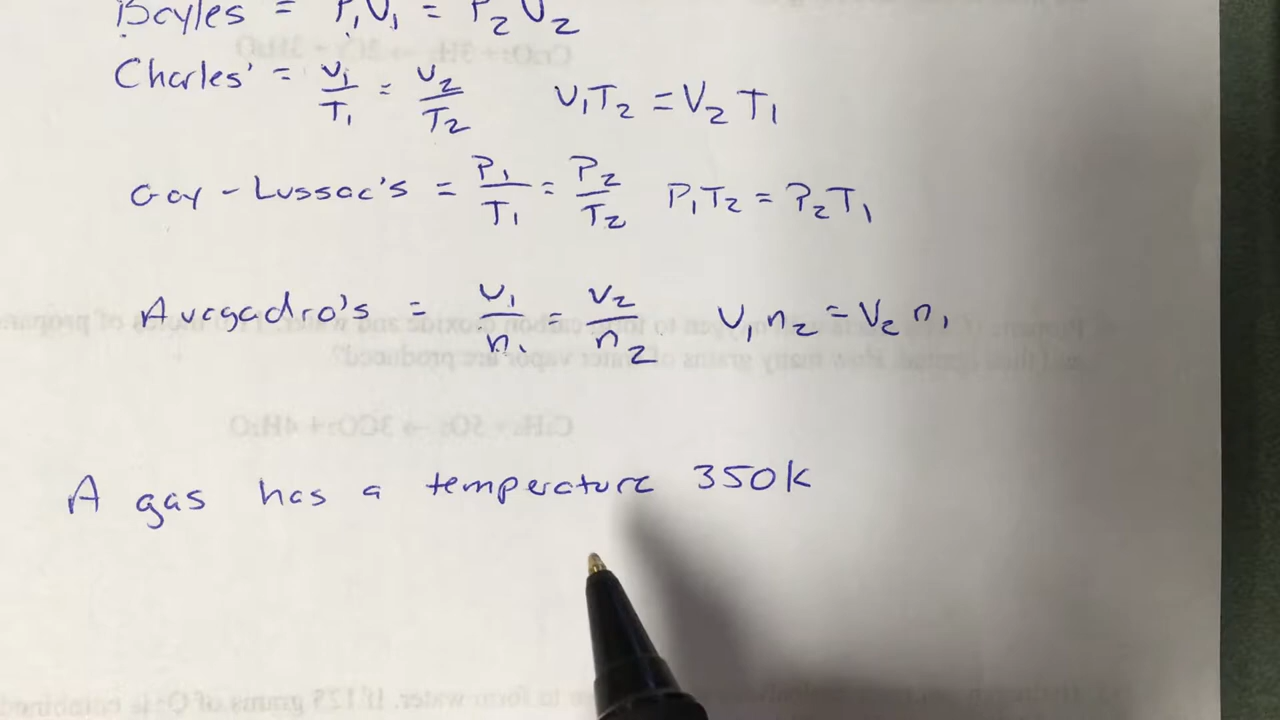 Boyles = P₁V₁ = P₂V₂
Charles' = V₁/T₁ = V₂/T₂ V₁T₂ = V₂T₁
Gay-Lussac's = P₁/T₁ = P₂/T₂ P₁T₂ = P₂T₁
Avagadro's = V₁/n₁ = V₂/n₂ V₁n₂ = V₂n₁
A gas has a temperature 350K